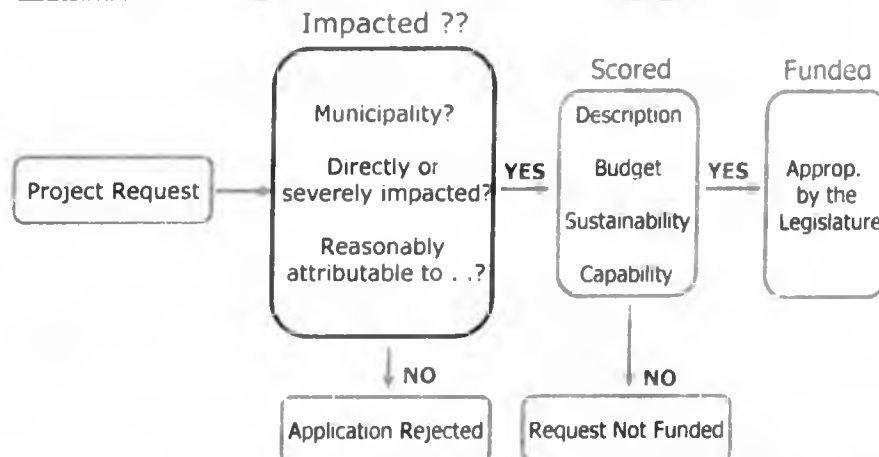 Impacted ??
Municipality?
Directly or
severely impacted?
Reasonably
attributable to . .?
Project Request
YES
Scored
Description
Budget
Sustainability
Capability
YES
Funded
Approp.
by the
Legislature
NO
Application Rejected
NO
Request Not Funded